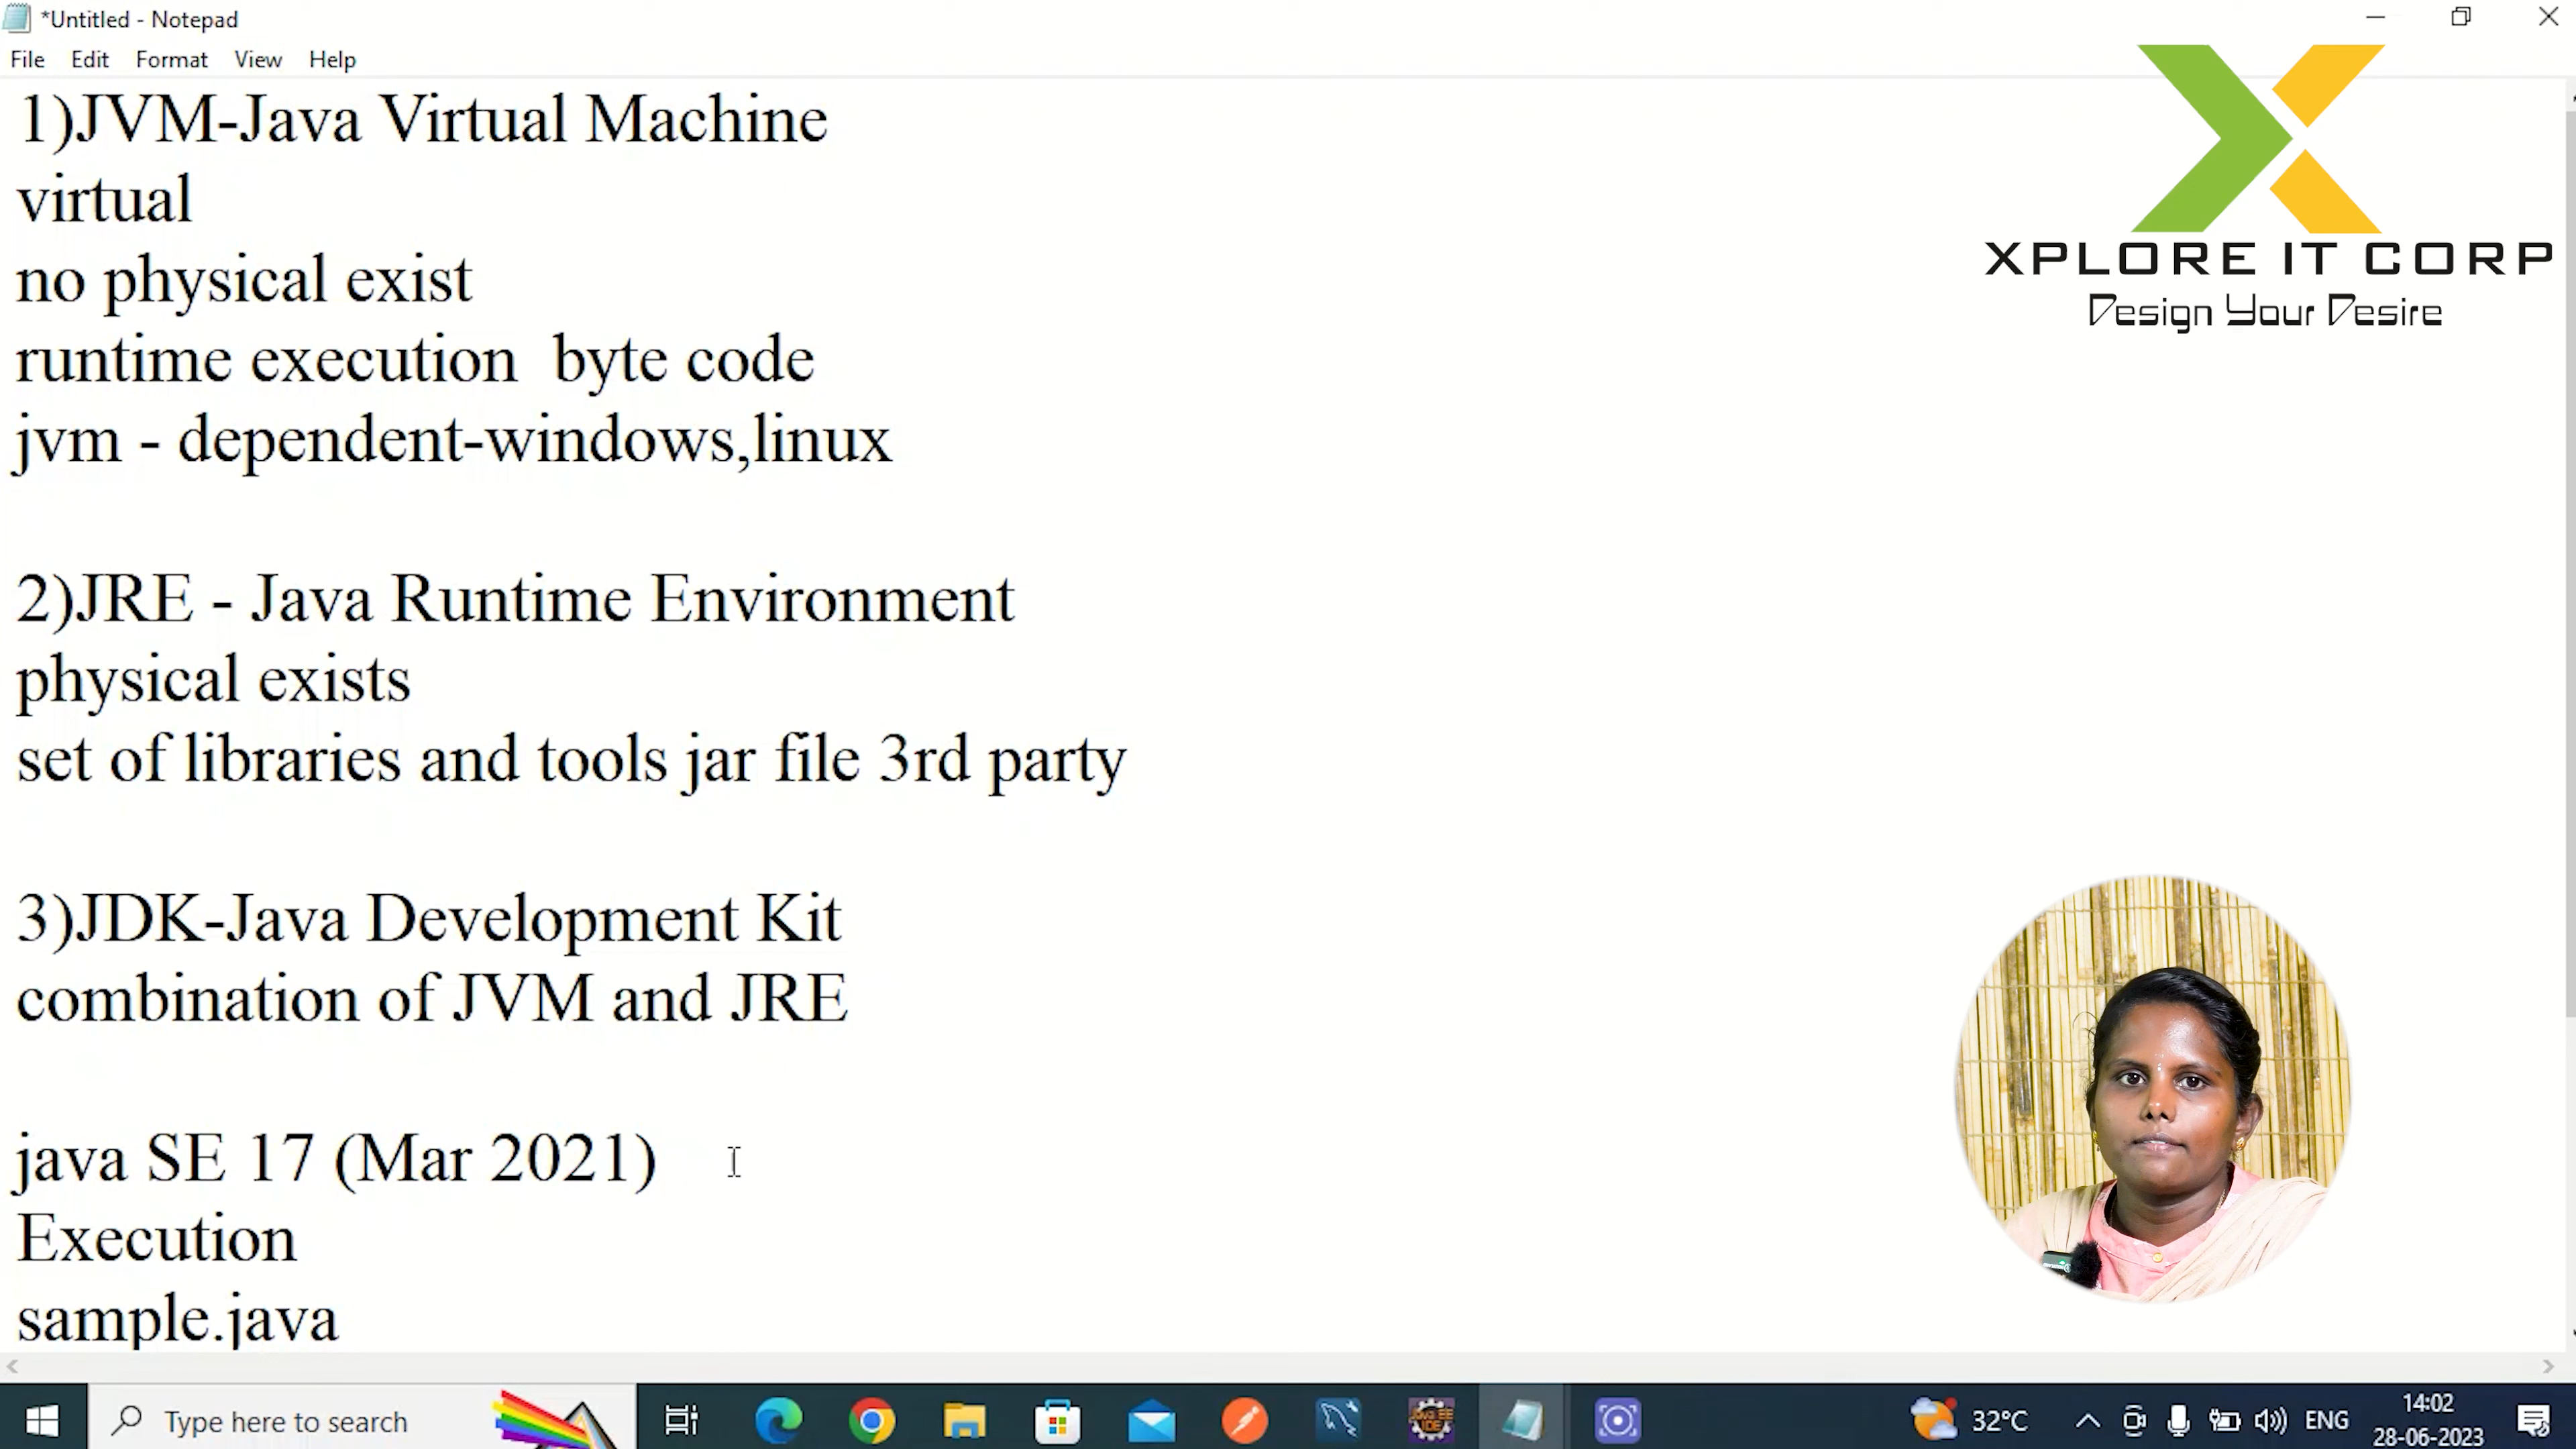 *Untitled - Notepad
File Edit Format View Help
1)JVM-Java Virtual Machine
virtual
no physical exist
runtime execution  byte code
jvm - dependent-windows,linux
2)JRE - Java Runtime Environment
physical exists
set of libraries and tools jar file 3rd party
3)JDK-Java Development Kit
combination of JVM and JRE
java SE 17 (Mar 2021)
Execution
sample.java
XPLORE IT CORP
Design Your Desire
Type here to search
32°C
ENG
14:02
28-06-2023